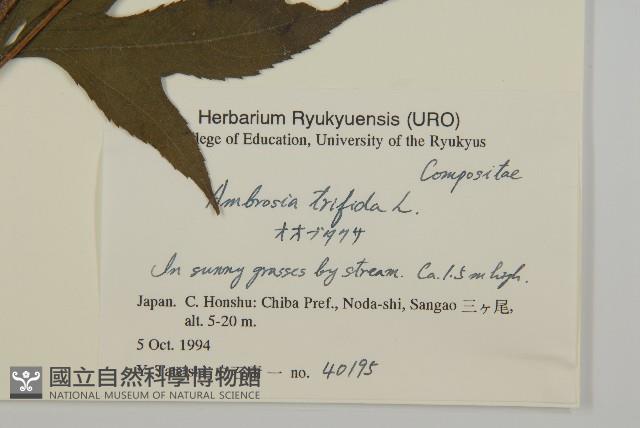 Herbarium Ryukyuensis (URO)
lege of Education, University of the Ryukyus
Compositae
Ambrosia trifida L.
オオブタクサ
In sunny grasses by stream. Ca. 1.5 m high.
Japan. C. Honshu: Chiba Pref., Noda-shi, Sangao 三ヶ尾,
alt. 5-20 m.
5 Oct. 1994
一 no. 40195
國立自然科學博物館
NATIONAL MUSEUM OF NATURAL SCIENCE